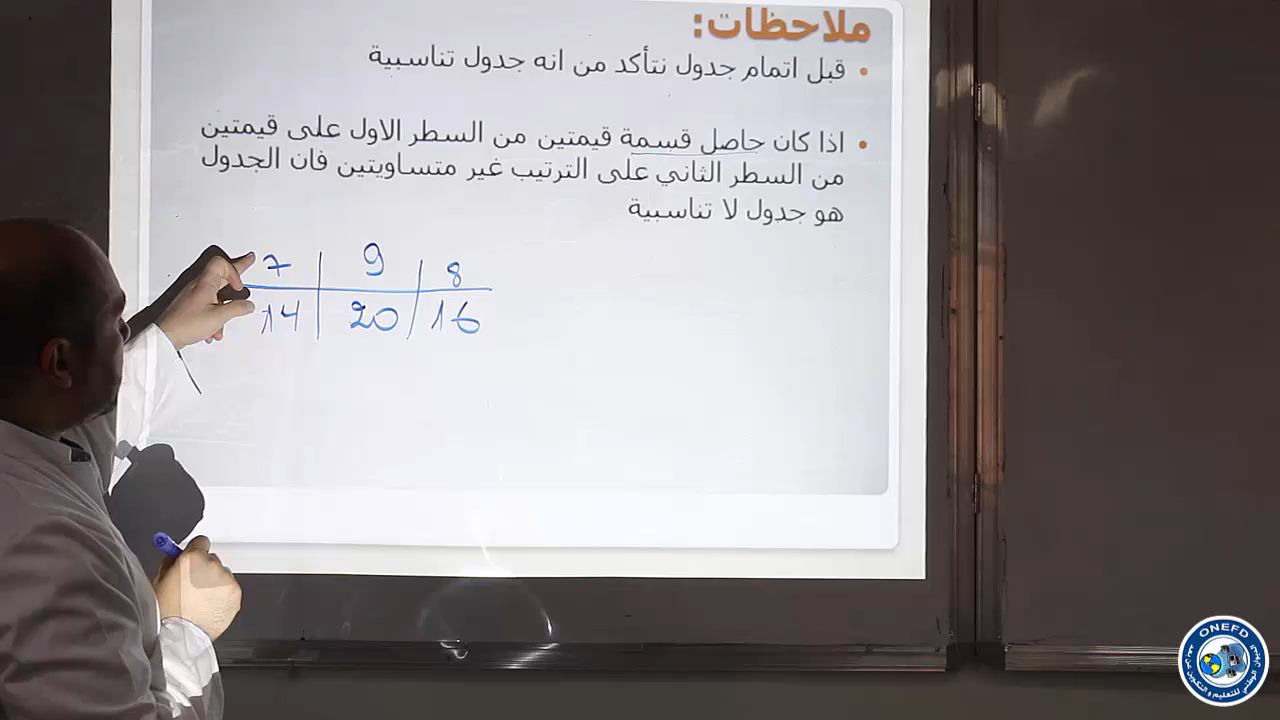 ملاحظات:
• قبل اتمام جدول نتأكد من انه جدول تناسبية
• اذا كان حاصل قسمة قيمتين من السطر الاول على قيمتين
من السطر الثاني على الترتيب غير متساويتين فان الجدول
هو جدول لا تناسبية
7 | 9 | 8
14 | 20 | 16
ONEFD